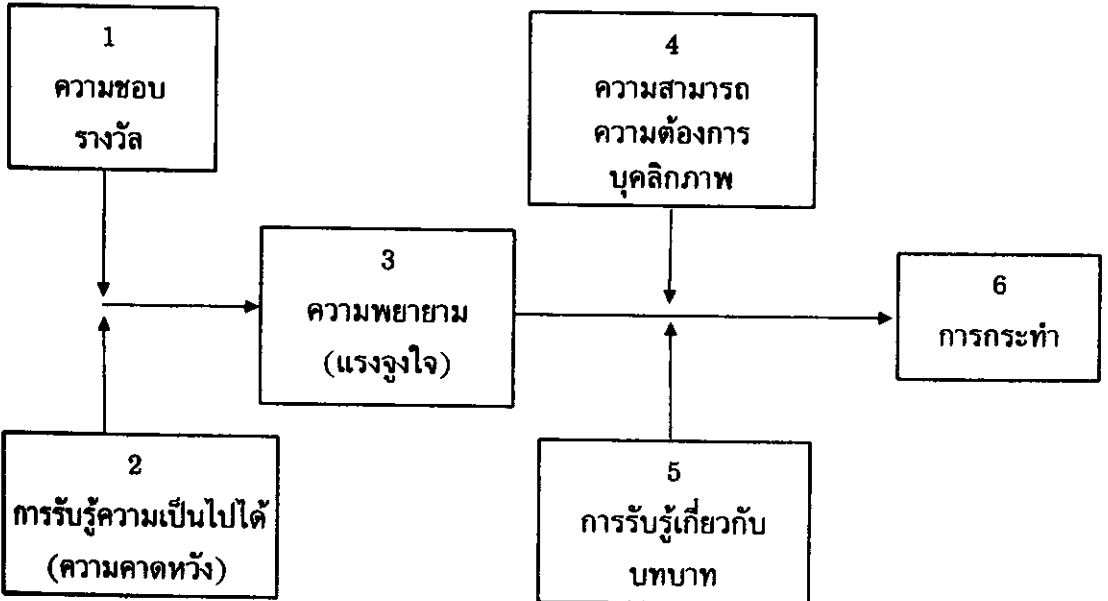 1
ความชอบ
รางวัล
2
การรับรู้ความเป็นไปได้
(ความคาดหวัง)
3
ความพยายาม
(แรงจูงใจ)
4
ความสามารถ
ความต้องการ
บุคลิกภาพ
5
การรับรู้เกี่ยวกับ
บทบาท
6
การกระทำ